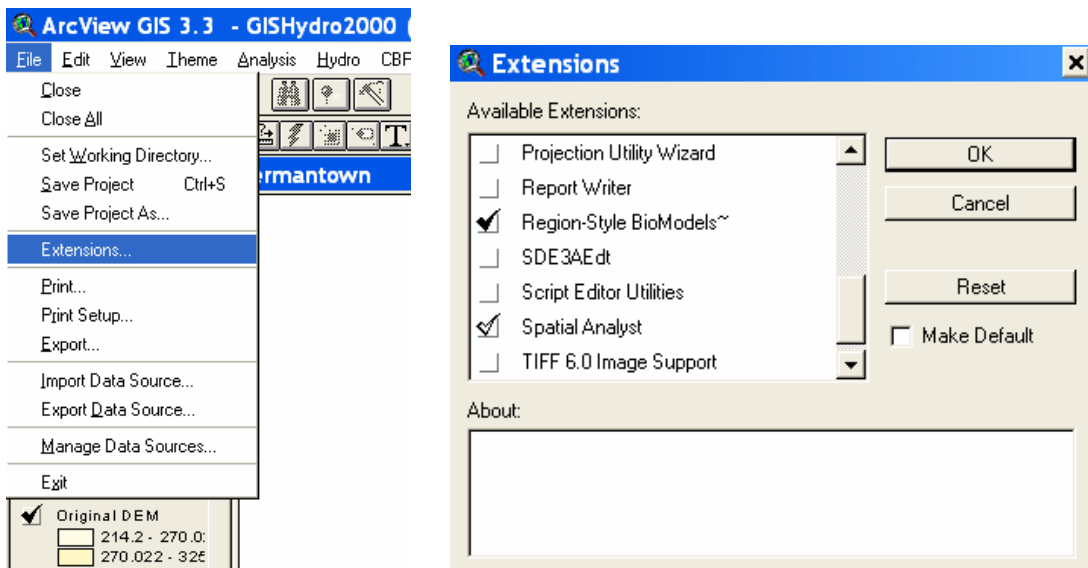 ArcView GIS 3.3 - GISHydro2000 (
File Edit View Theme Analysis Hydro CBF
Close
Close All
Set Working Directory...
Save Project Ctrl+S
Save Project As...
Extensions...
Print...
Print Setup...
Export...
Import Data Source...
Export Data Source...
Manage Data Sources...
Exit
T
ermantown
Original DEM
214.2 - 270.0
270.022 - 325
Extensions
Available Extensions:
Projection Utility Wizard
Report Writer
Region-Style BioModels~
SDE3AEdt
Script Editor Utilities
Spatial Analyst
TIFF 6.0 Image Support
OK
Cancel
Reset
Make Default
About: